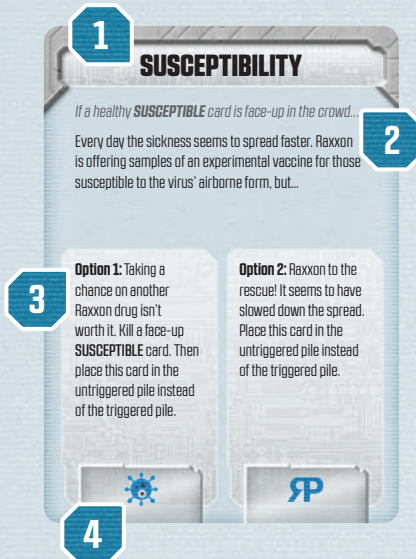 1
SUSCEPTIBILITY
If a healthy SUSCEPTIBLE card is face-up in the crowd...
2
Every day the sickness seems to spread faster. Raxxon
is offering samples of an experimental vaccine for those
susceptible to the virus' airborne form, but...
3
Option 1: Taking a
chance on another
Raxxon drug isn't
worth it. Kill a face-up
SUSCEPTIBLE card. Then
place this card in the
untriggered pile instead
of the triggered pile.
Option 2: Raxxon to the
rescue! It seems to have
slowed down the spread.
Place this card in the
untriggered pile instead
of the triggered pile.
4
RP